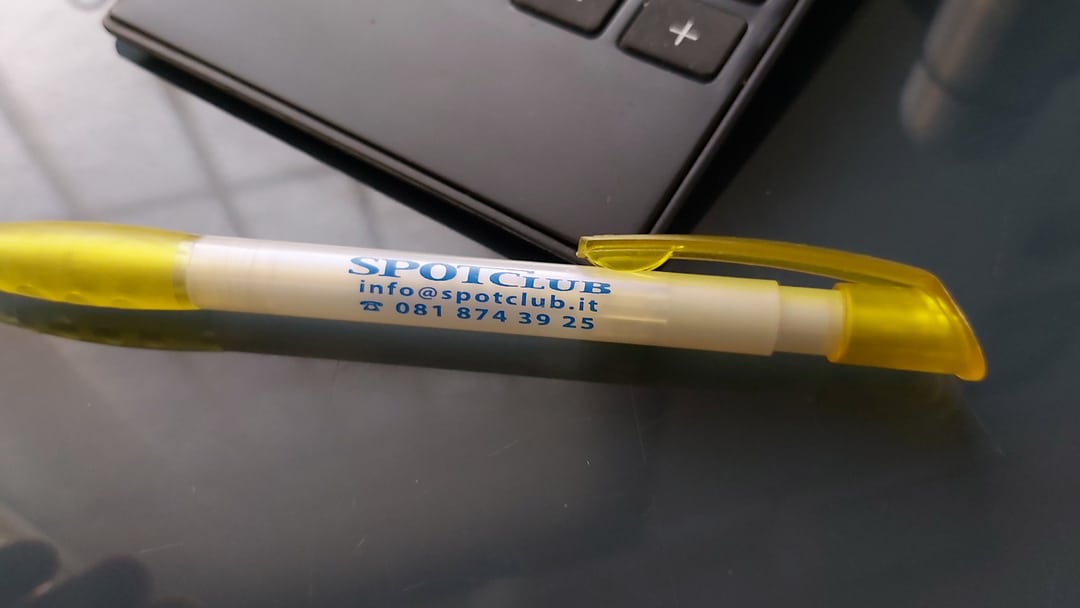 +
SPOTCLUB
info@spotclub.it
☎ 081 874 39 25